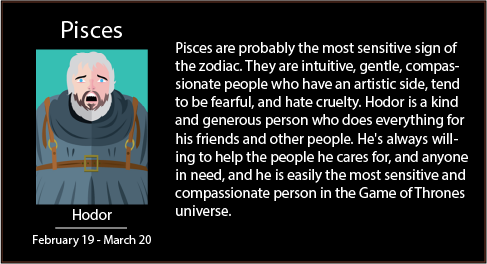 Pisces
Hodor
February 19 - March 20
Pisces are probably the most sensitive sign of
the zodiac. They are intuitive, gentle, compas-
sionate people who have an artistic side, tend
to be fearful, and hate cruelty. Hodor is a kind
and generous person who does everything for
his friends and other people. He's always will-
ing to help the people he cares for, and anyone
in need, and he is easily the most sensitive and
compassionate person in the Game of Thrones
universe.